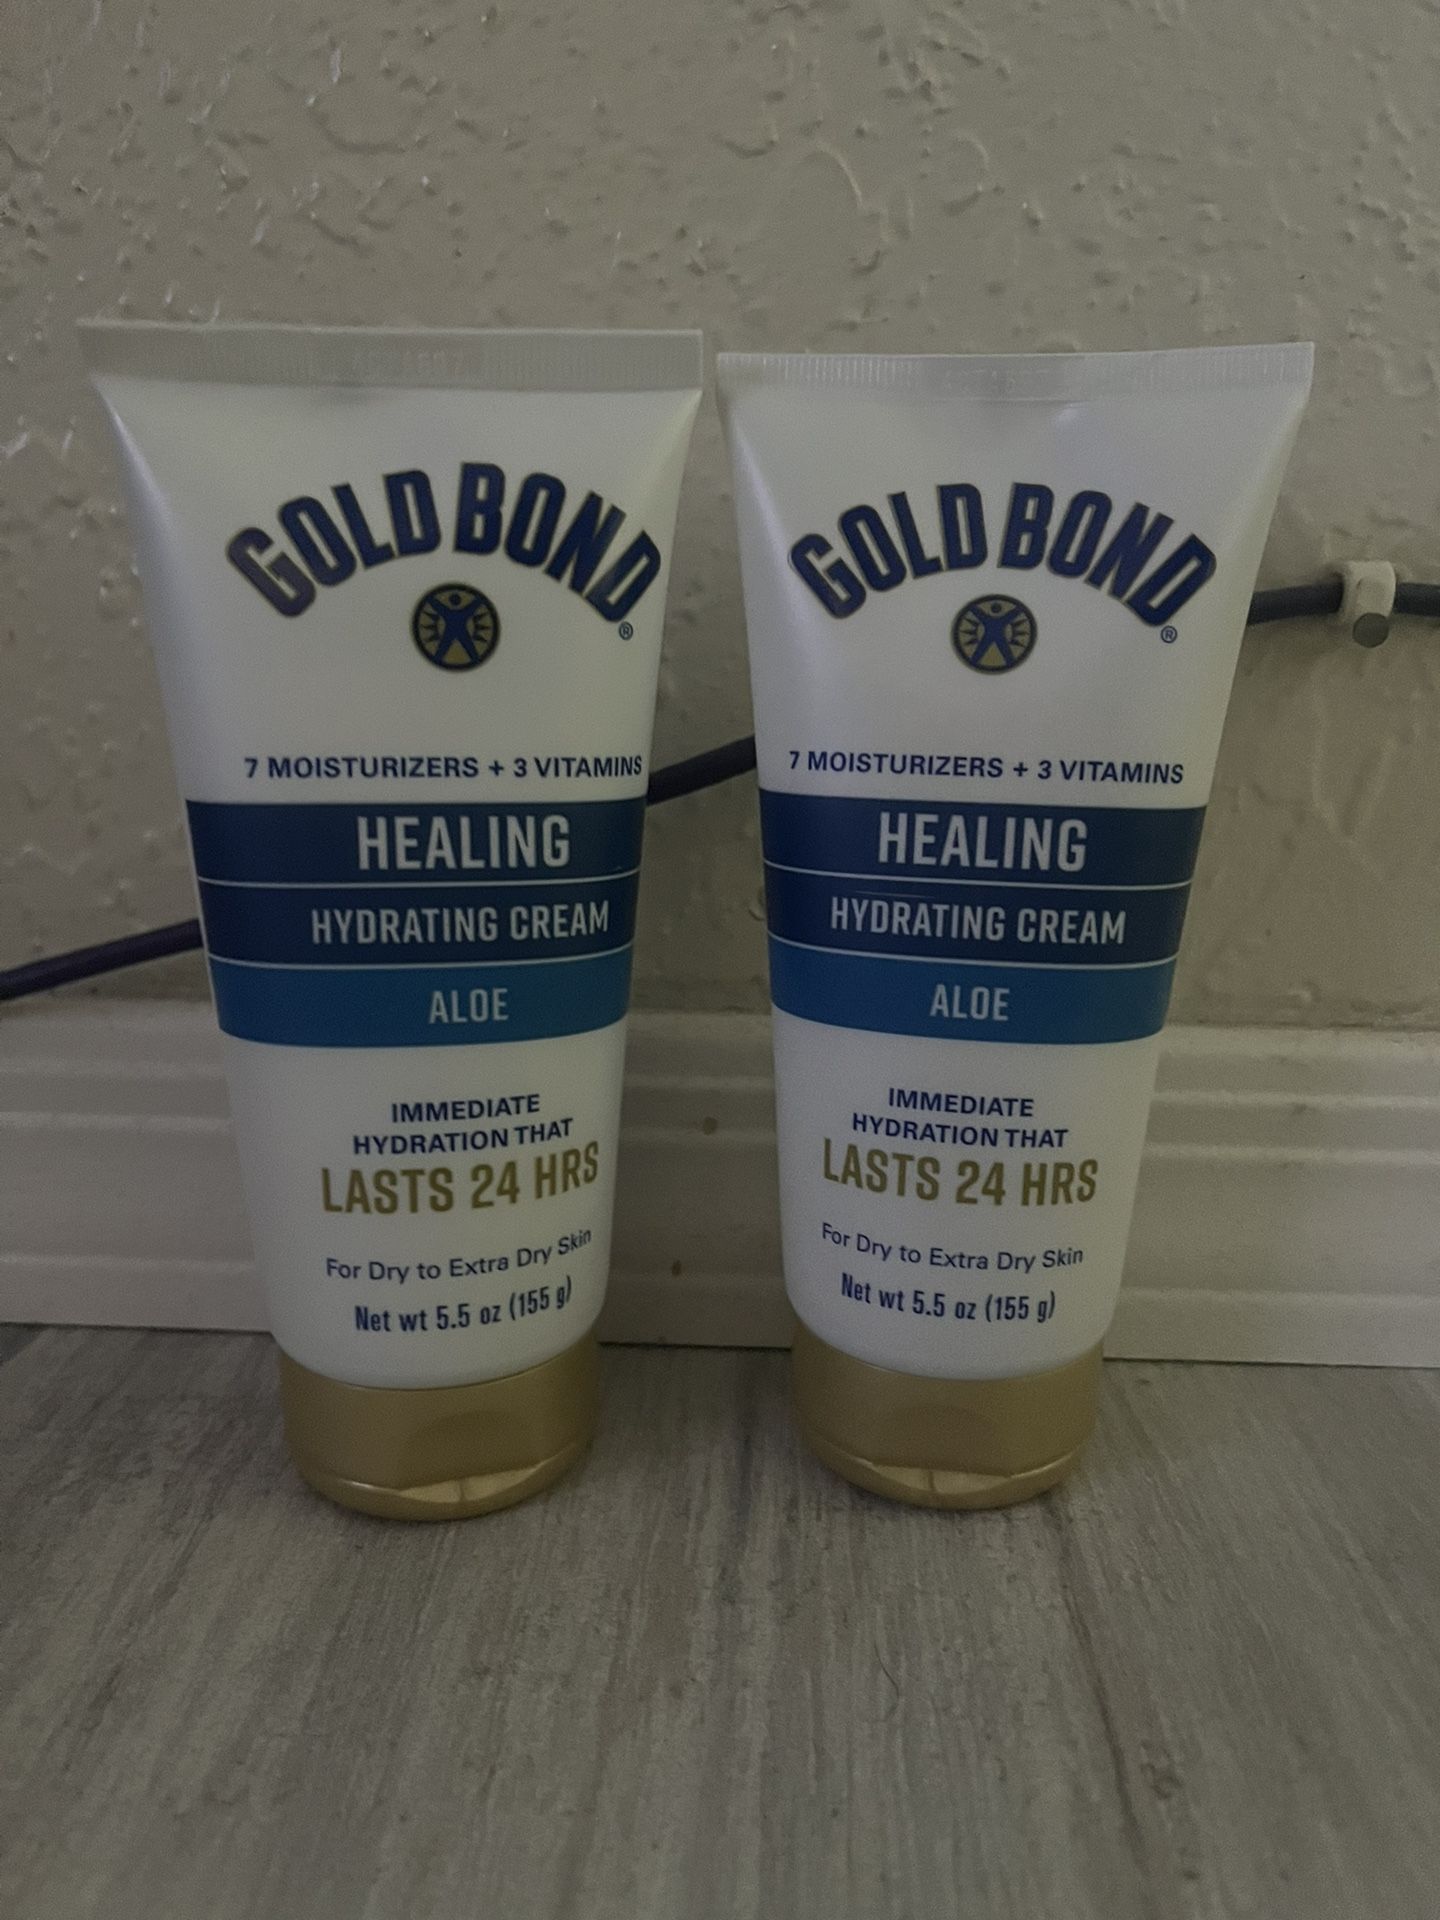 GOLD BOND®
7 MOISTURIZERS + 3 VITAMINS
HEALING
HYDRATING CREAM
ALOE
IMMEDIATE
HYDRATION THAT
LASTS 24 HRS
For Dry to Extra Dry Skin
Net wt 5.5 oz (155 g)
GOLD BOND®
7 MOISTURIZERS + 3 VITAMINS
HEALING
HYDRATING CREAM
ALOE
IMMEDIATE
HYDRATION THAT
LASTS 24 HRS
For Dry to Extra Dry Skin
Net wt 5.5 oz (155 g)